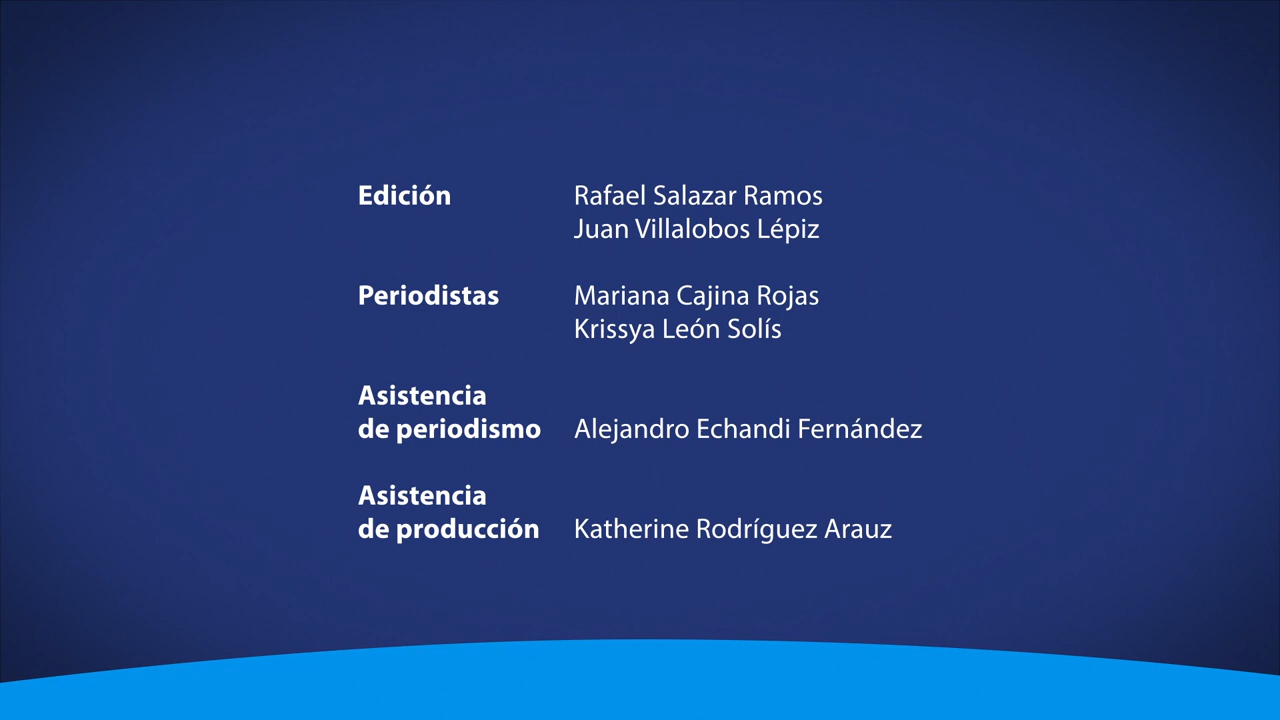 Edición Rafael Salazar Ramos
Juan Villalobos Lépiz
Periodistas Mariana Cajina Rojas
Krissya León Solís
Asistencia
de periodismo Alejandro Echandi Fernández
Asistencia
de producción Katherine Rodríguez Arauz